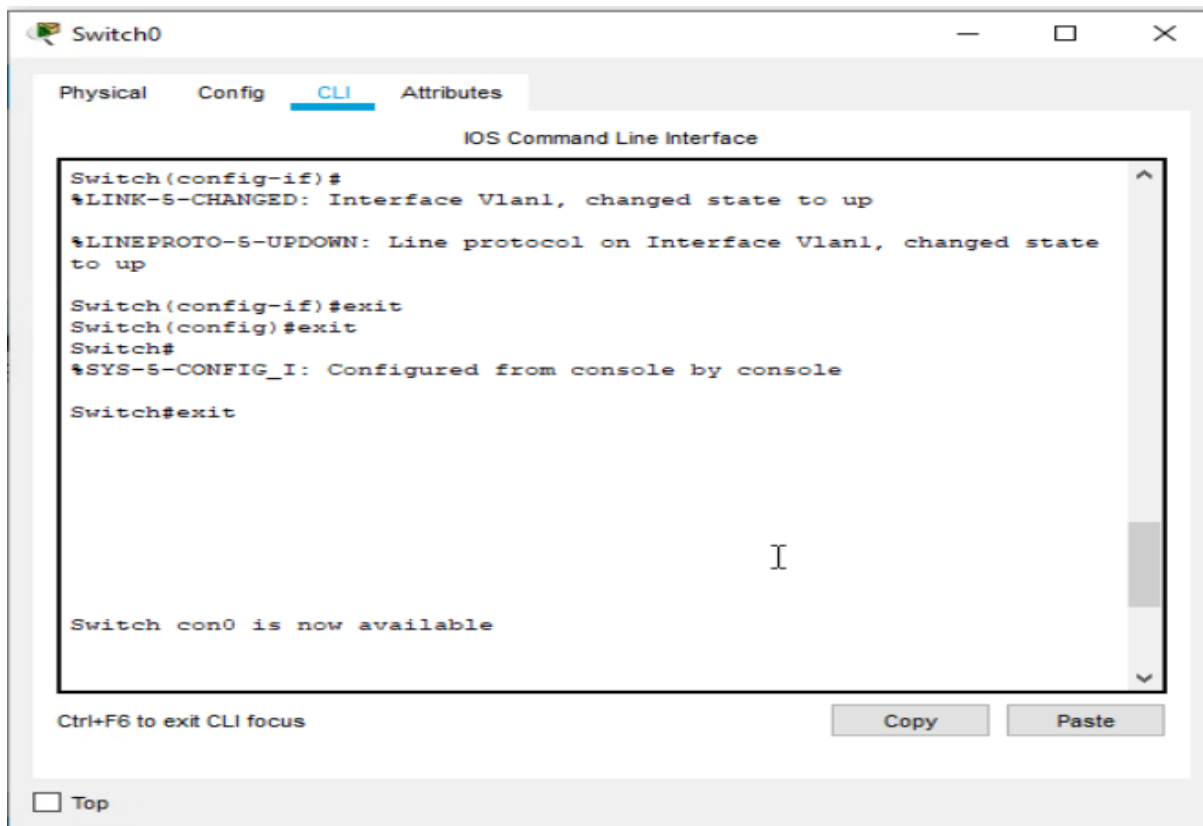 Switch0
Physical Config CLI Attributes
IOS Command Line Interface
Switch(config-if)#
%LINK-5-CHANGED: Interface Vlan1, changed state to up
%LINEPROTO-5-UPDOWN: Line protocol on Interface Vlan1, changed state
to up
Switch(config-if)#exit
Switch(config)#exit
Switch#
%SYS-5-CONFIG_I: Configured from console by console
Switch#exit
Switch con0 is now available
Ctrl+F6 to exit CLI focus
Copy Paste
Top